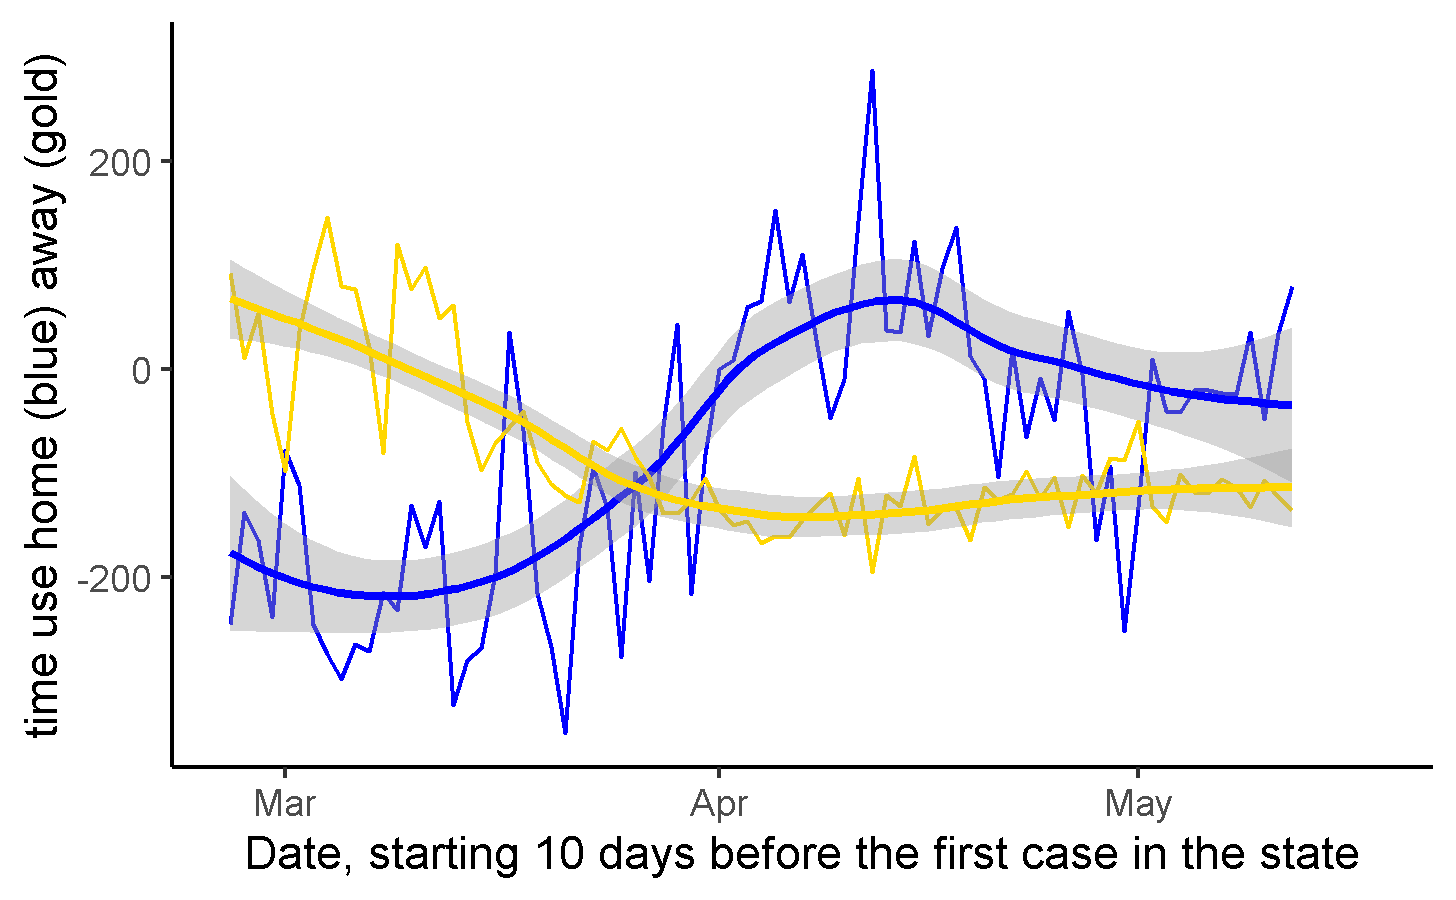 time use home (blue) away (gold)
200
0
-200
Mar
Apr
May
Date, starting 10 days before the first case in the state